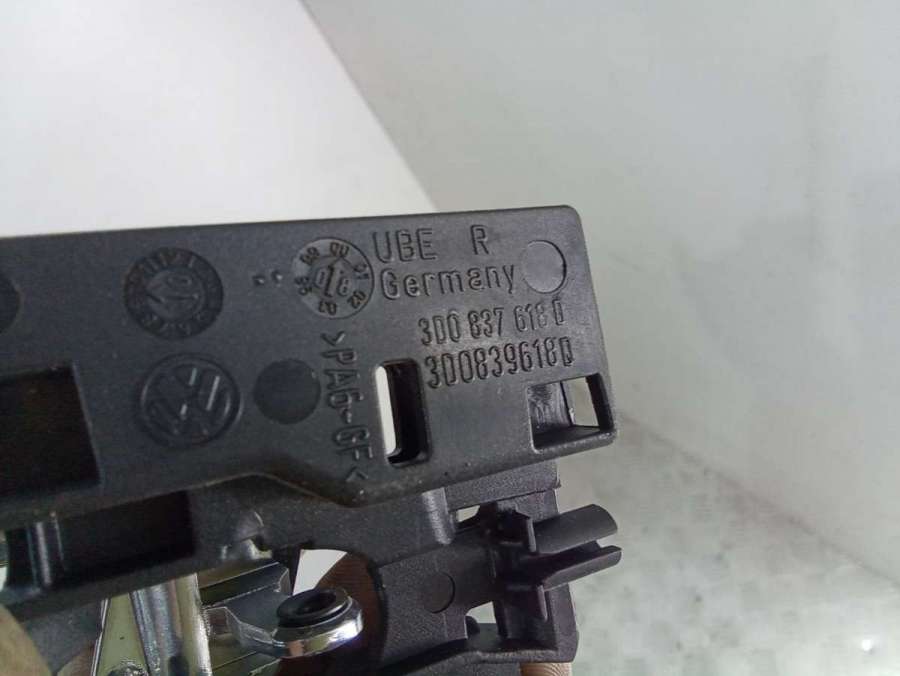 UBE R
Germany
3D0 837 618 D
3D0839618D
>PA6-GF<